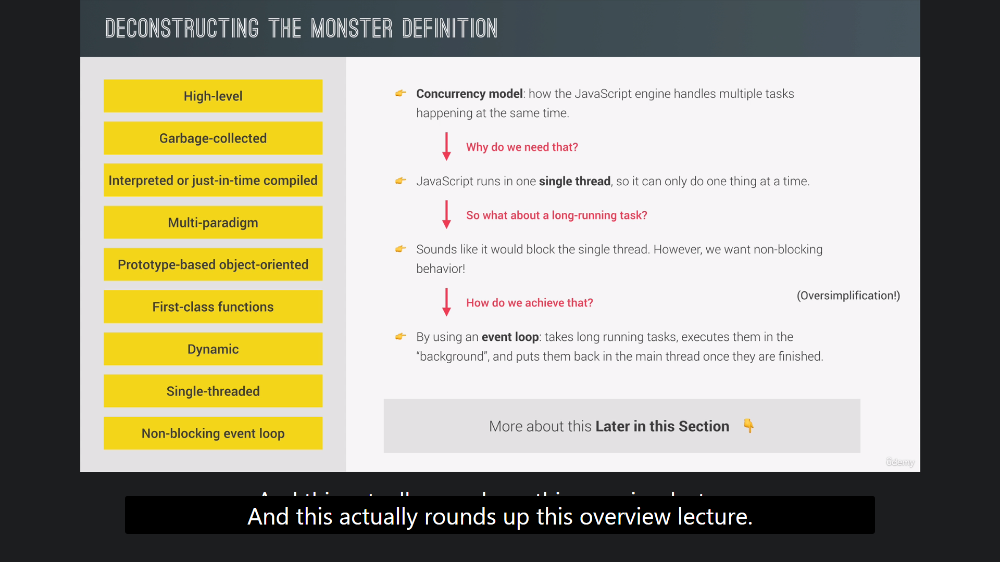 DECONSTRUCTING THE MONSTER DEFINITION
High-level
Garbage-collected
Interpreted or just-in-time compiled
Multi-paradigm
Prototype-based object-oriented
First-class functions
Dynamic
Single-threaded
Non-blocking event loop
Concurrency model: how the JavaScript engine handles multiple tasks
happening at the same time.
Why do we need that?
JavaScript runs in one single thread, so it can only do one thing at a time.
So what about a long-running task?
Sounds like it would block the single thread. However, we want non-blocking
behavior!
How do we achieve that?
(Oversimplification!)
By using an event loop: takes long running tasks, executes them in the
“background”, and puts them back in the main thread once they are finished.
More about this Later in this Section
ûdemy
And this actually rounds up this overview lecture.